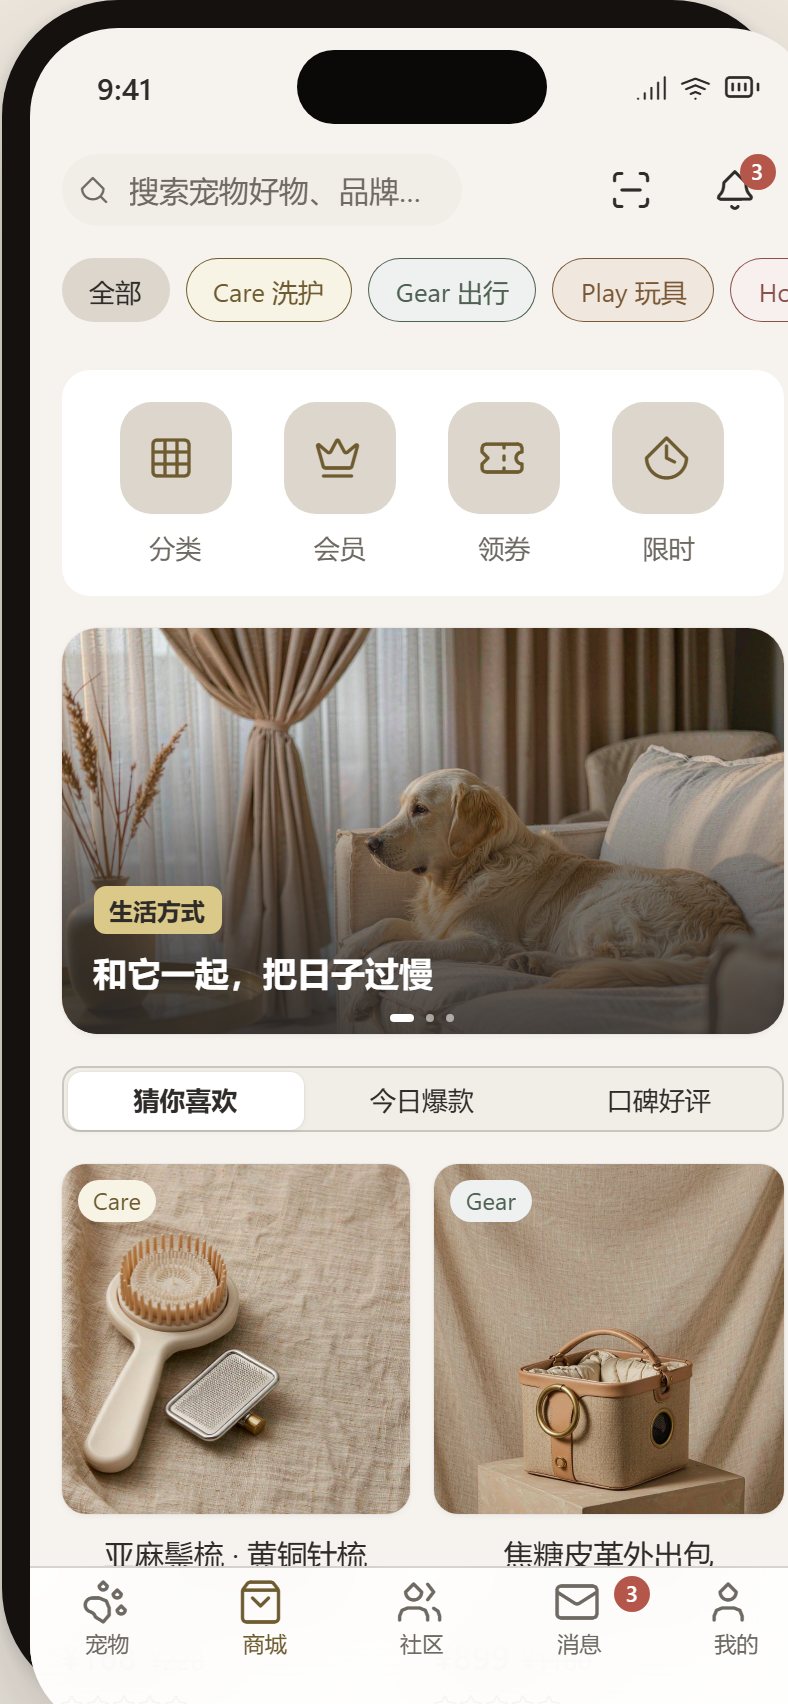 9:41
搜索宠物好物、品牌...
3
全部
Care 洗护
Gear 出行
Play 玩具
分类
会员
领券
限时
生活方式
和它一起，把日子过慢
猜你喜欢
今日爆款
口碑好评
Care
Gear
亚麻鬃梳 · 黄铜针梳
焦糖皮革外出包
3
宠物
商城
社区
消息
我的